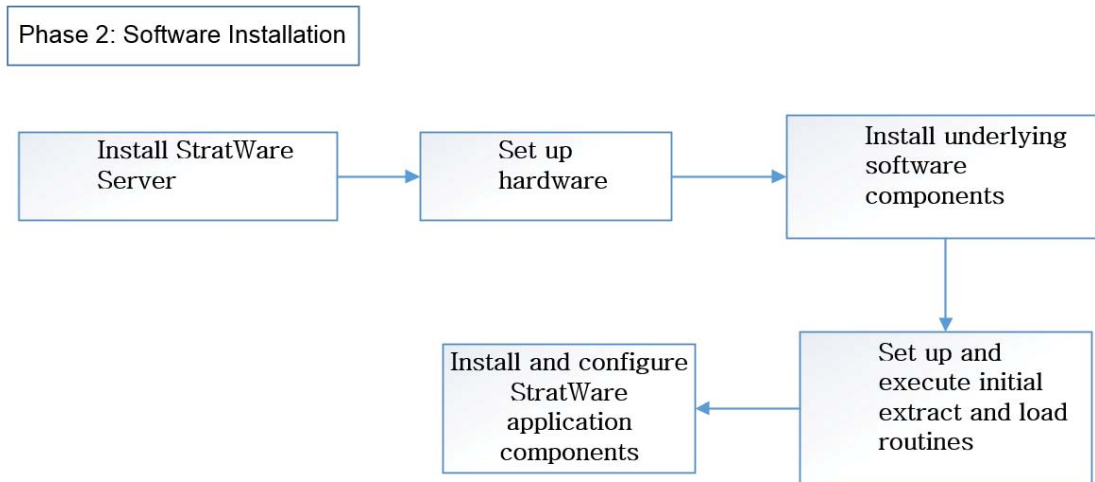 Phase 2: Software Installation
Install StratWare
Server
Set up
hardware
Install underlying
software
components
Set up and
execute initial
extract and load
routines
Install and configure
StratWare
application
components